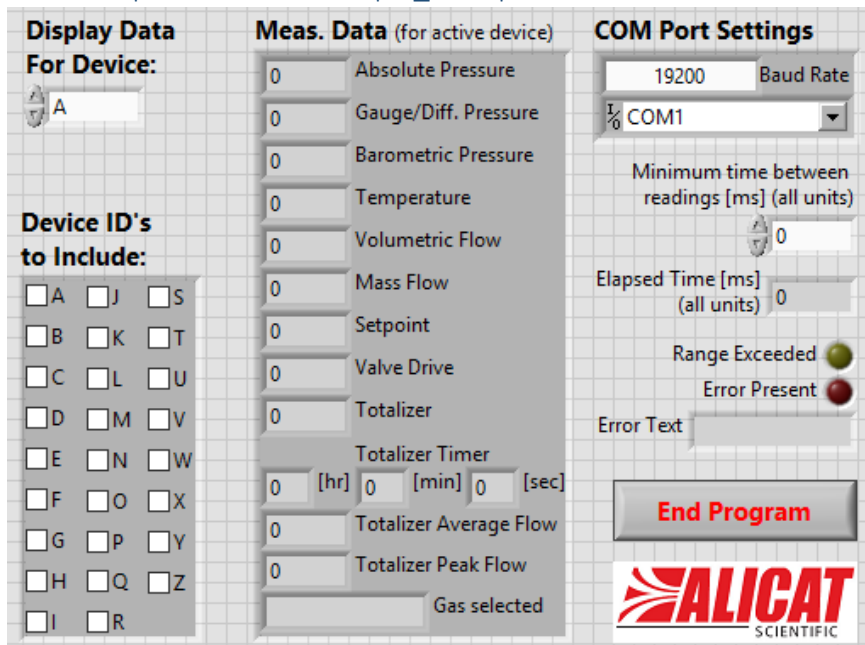 Display Data
For Device:
A
Device ID's
to Include:
A J S
B K T
C L U
D M V
E N W
F O X
G P Y
H Q Z
I R
Meas. Data (for active device)
0 Absolute Pressure
0 Gauge/Diff. Pressure
0 Barometric Pressure
0 Temperature
0 Volumetric Flow
0 Mass Flow
0 Setpoint
0 Valve Drive
0 Totalizer
Totalizer Timer
0 [hr] 0 [min] 0 [sec]
0 Totalizer Average Flow
0 Totalizer Peak Flow
Gas selected
COM Port Settings
19200 Baud Rate
I/O COM1
Minimum time between
readings [ms] (all units)
0
Elapsed Time [ms]
(all units) 0
Range Exceeded
Error Present
Error Text
End Program
ALICAT
SCIENTIFIC